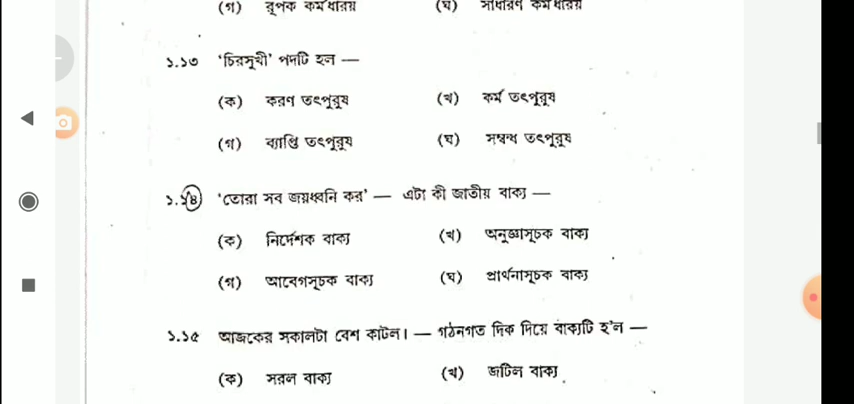 (গ) রূপক কর্মধারয় (ঘ) সাধারণ কর্মধারয়
১.১৩ ‘চিরসুখী’ পদটি হল —
(ক) করণ তৎপুরুষ (খ) কর্ম তৎপুরুষ
(গ) ব্যাপ্তি তৎপুরুষ (ঘ) সম্বন্ধ তৎপুরুষ
১.১৪ ‘তোরা সব জয়ধ্বনি কর’ — এটা কী জাতীয় বাক্য —
(ক) নির্দেশক বাক্য (খ) অনুজ্ঞাসূচক বাক্য
(গ) আবেগসূচক বাক্য (ঘ) প্রার্থনাসূচক বাক্য
১.১৫ আজকের সকালটা বেশ কাটল। — গঠনগত দিক দিয়ে বাক্যটি হ’ল —
(ক) সরল বাক্য (খ) জটিল বাক্য